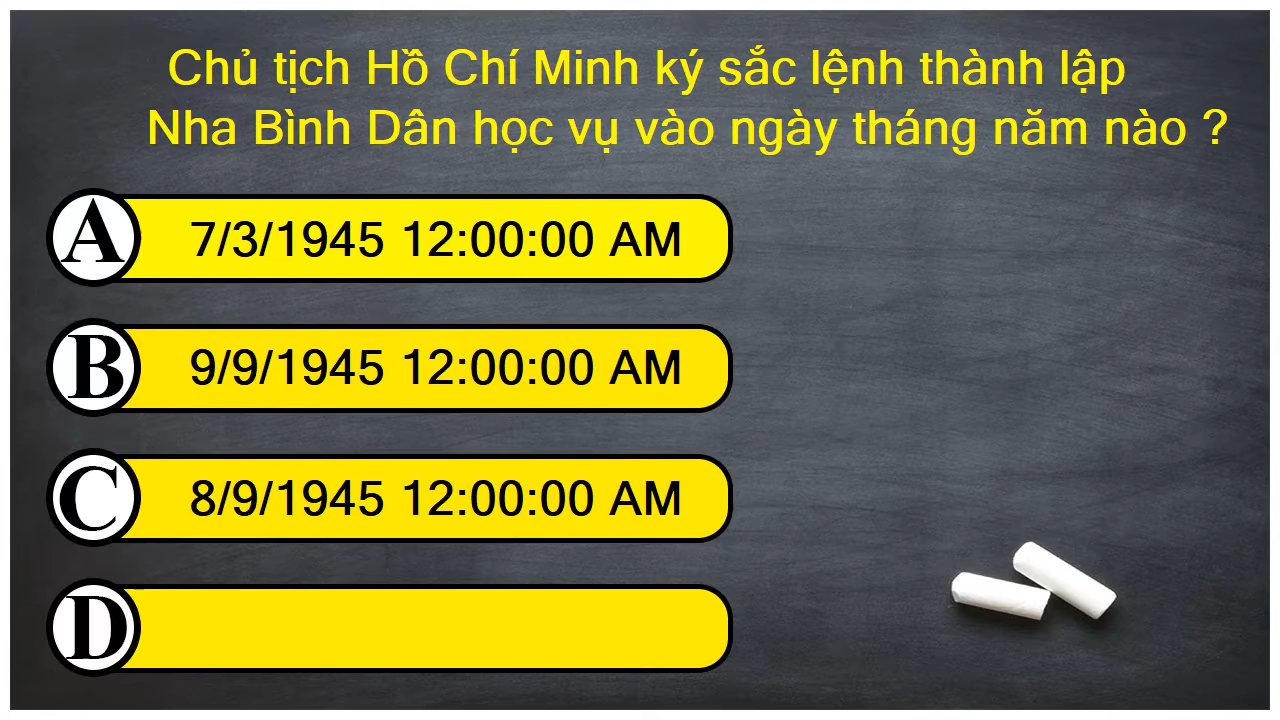 Chủ tịch Hồ Chí Minh ký sắc lệnh thành lập
Nha Bình Dân học vụ vào ngày tháng năm nào ?
A 7/3/1945 12:00:00 AM
B 9/9/1945 12:00:00 AM
C 8/9/1945 12:00:00 AM
D